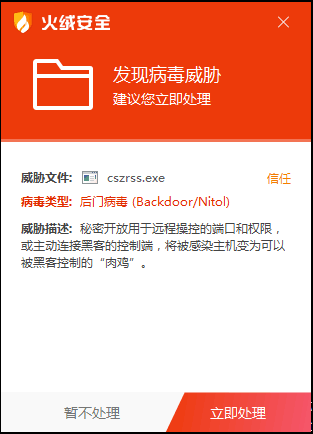 火绒安全
发现病毒威胁
建议您立即处理
威胁文件: cszrss.exe 信任
病毒类型: 后门病毒 (Backdoor/Nitol)
威胁描述: 秘密开放用于远程操控的端口和权限，
或主动连接黑客的控制端，将被感染主机变为可以
被黑客控制的“肉鸡”。
暂不处理 立即处理